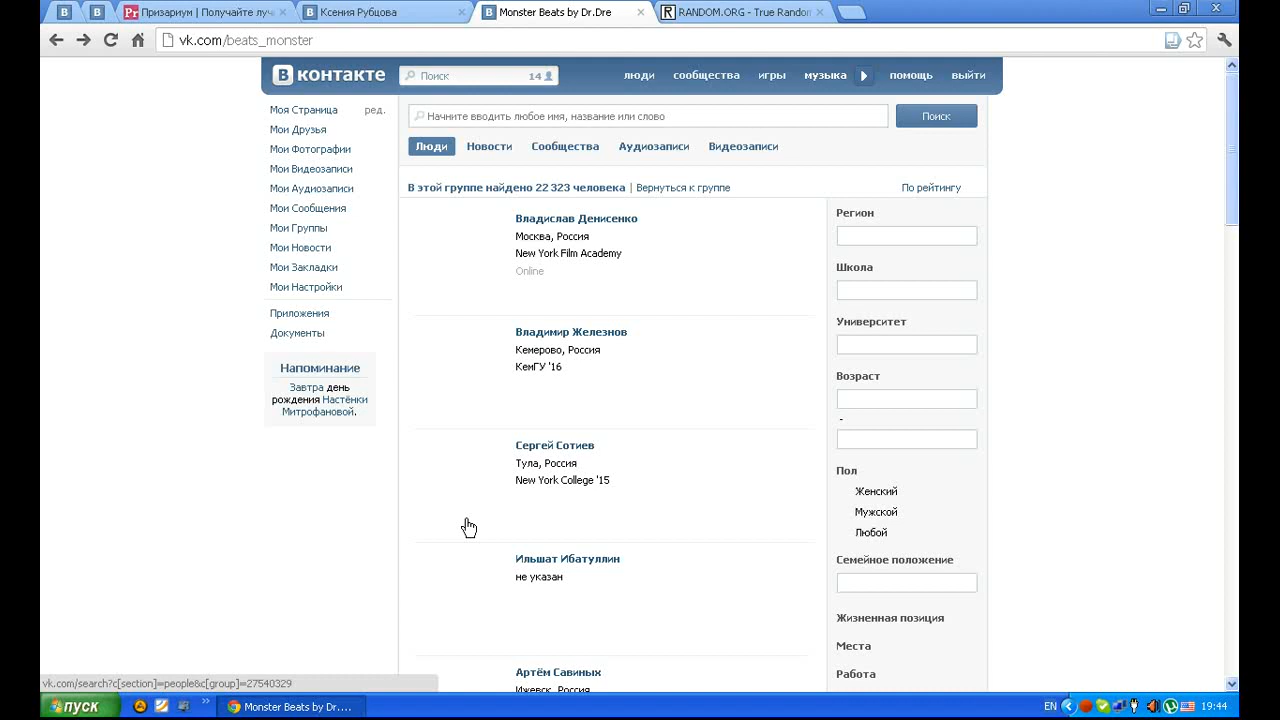 Призариум | Получайте луч
Ксения Рубцова
Monster Beats by Dr.Dre
RANDOM.ORG - True Random
vk.com/beats_monster
В контакте
Поиск
14
люди
сообщества
игры
музыка
помощь
выйти
Моя Страница
ред.
Мои Друзья
Мои Фотографии
Мои Видеозаписи
Мои Аудиозаписи
Мои Сообщения
Мои Группы
Мои Новости
Мои Закладки
Мои Настройки
Приложения
Документы
Напоминание
Завтра день
рождения Настёнки
Митрофановой.
Начните вводить любое имя, название или слово
Поиск
Люди
Новости
Сообщества
Аудиозаписи
Видеозаписи
В этой группе найдено 22 323 человека | Вернуться к группе
По рейтингу
Владислав Денисенко
Москва, Россия
New York Film Academy
Online
Владимир Железнов
Кемерово, Россия
КемГУ '16
Сергей Сотиев
Тула, Россия
New York College '15
Ильшат Ибатуллин
не указан
Артём Савиных
Ижевск, Россия
Регион
Школа
Университет
Возраст
-
Пол
Женский
Мужской
Любой
Семейное положение
Жизненная позиция
Места
Работа
vk.com/search?c[section]=people&c[group]=27540329
пуск
Monster Beats by Dr....
EN
19:44